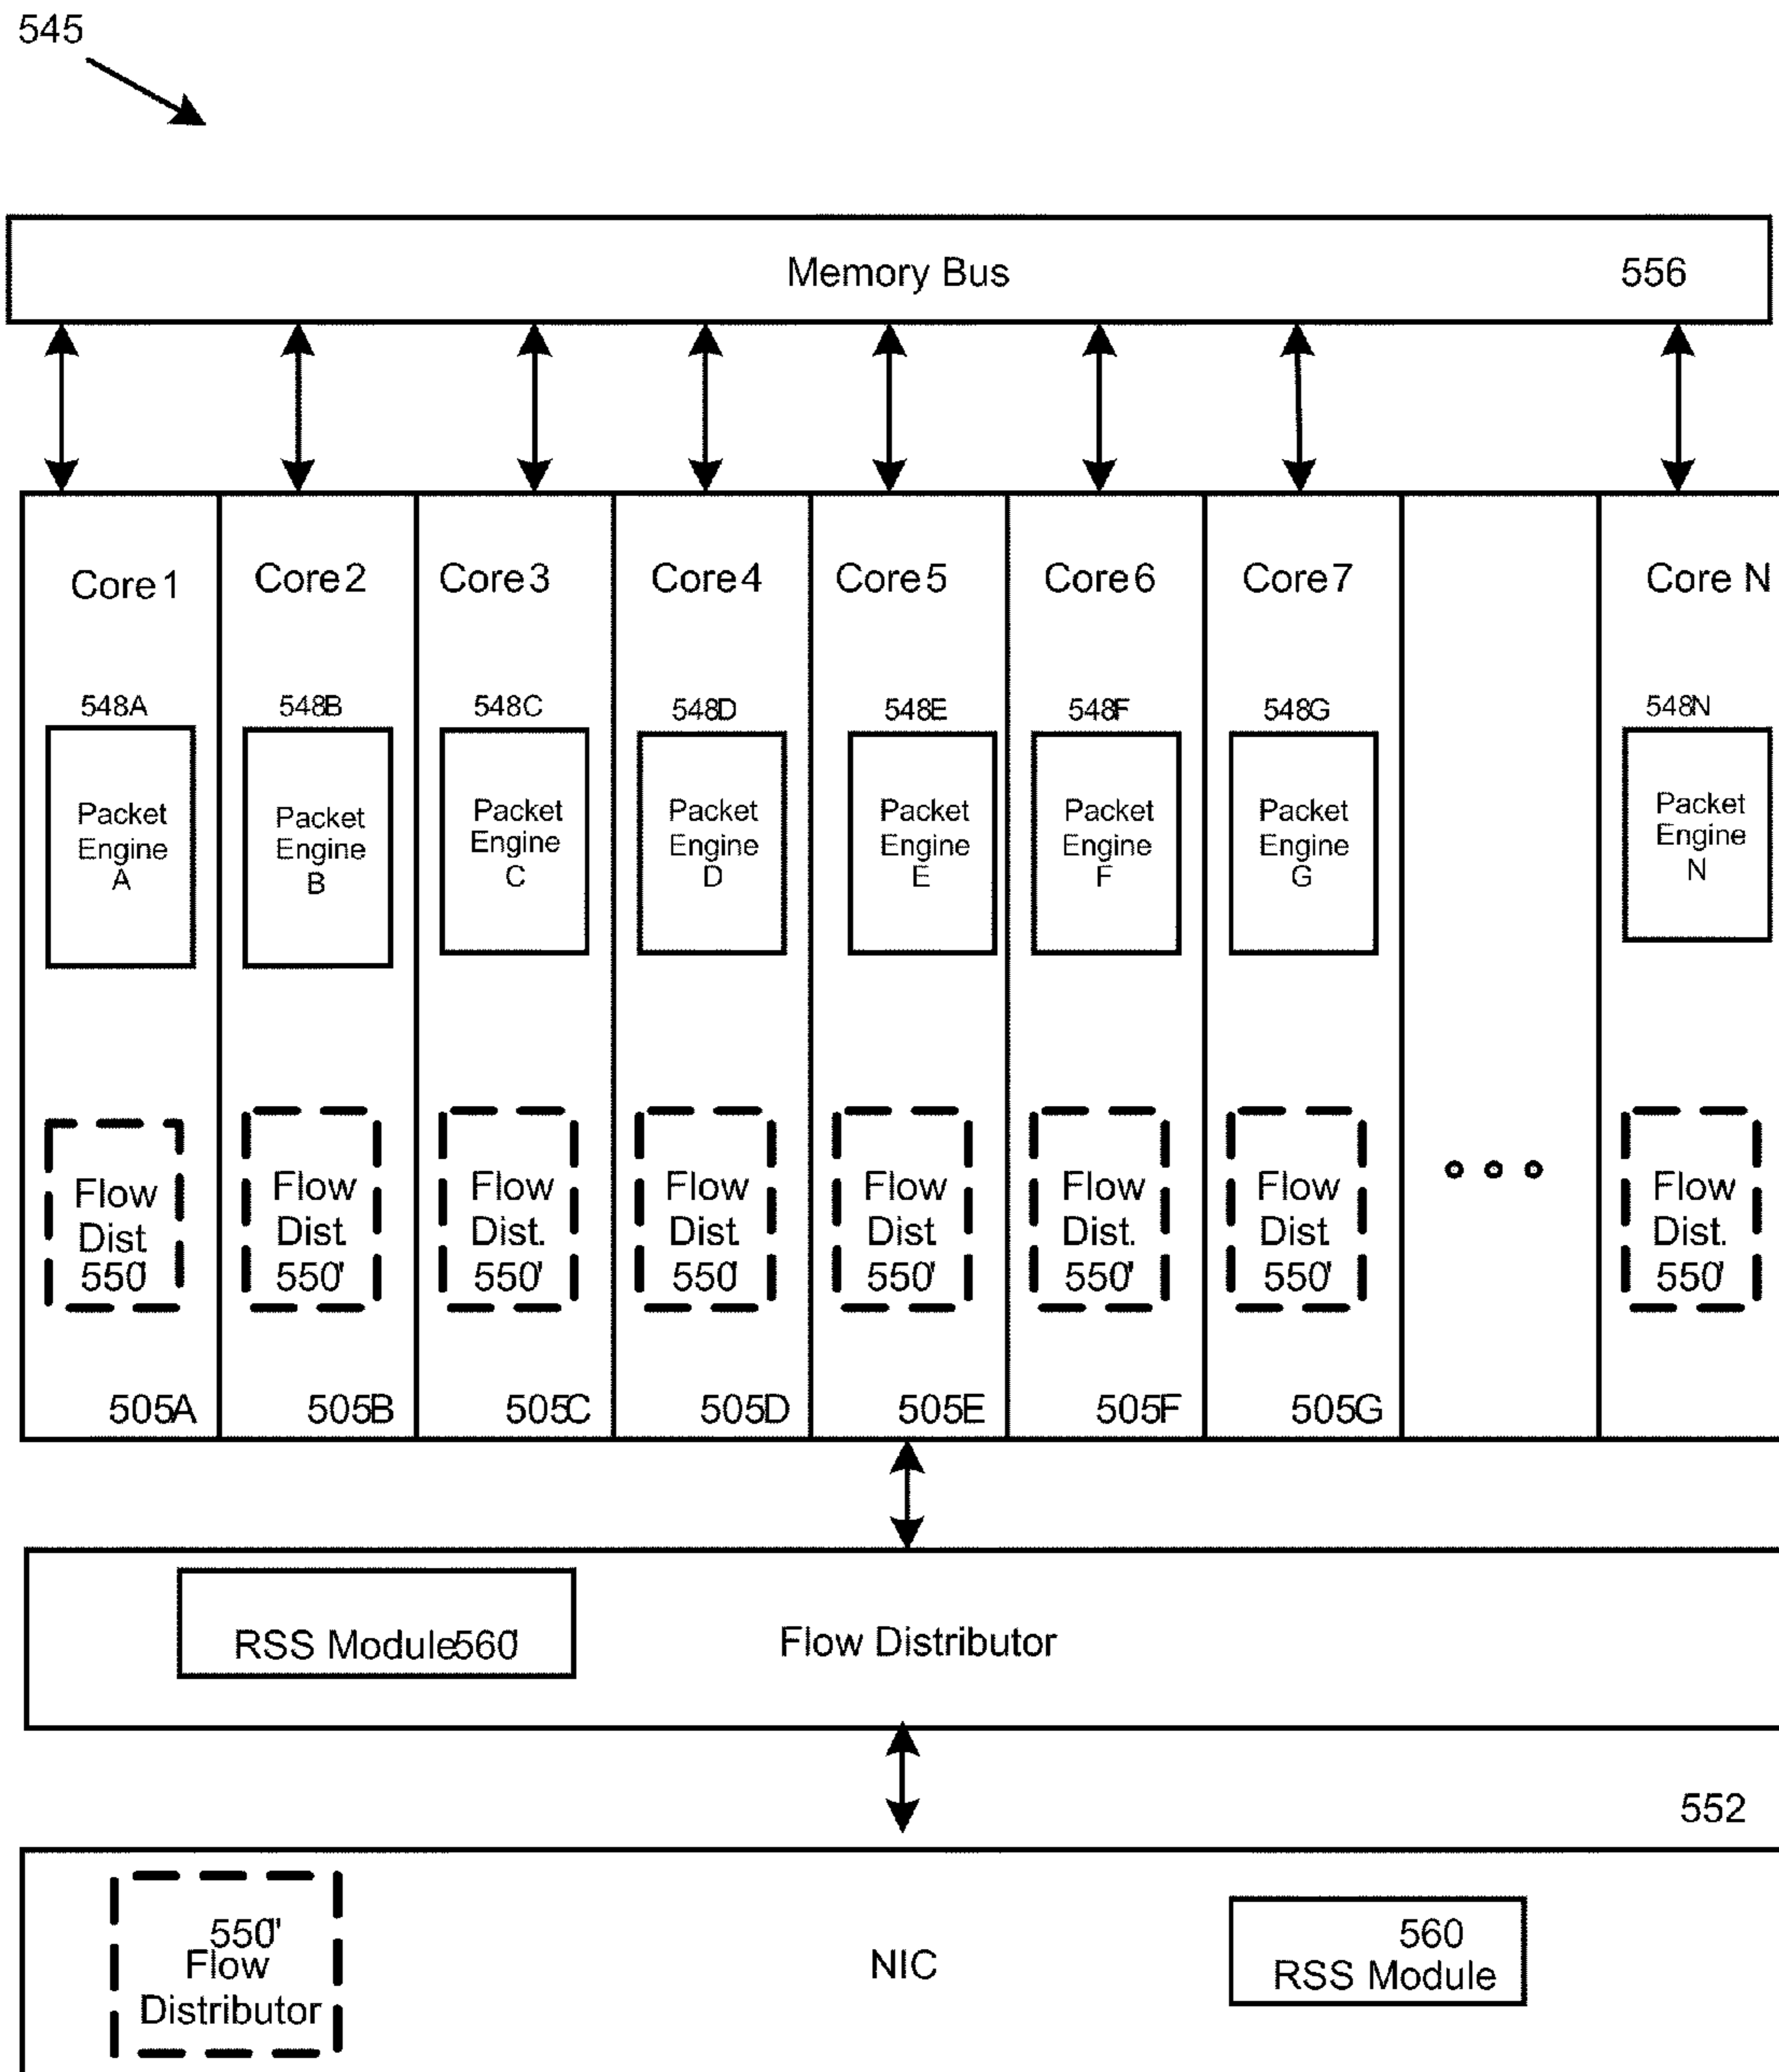 545
Memory Bus 556
Core 1 Core 2 Core 3 Core 4 Core 5 Core 6 Core 7 Core N
548A 548B 548C 548D 548E 548F 548G 548N
Packet
Engine
A
Packet
Engine
B
Packet
Engine
C
Packet
Engine
D
Packet
Engine
E
Packet
Engine
F
Packet
Engine
G
Packet
Engine
N
Flow
Dist
550'
Flow
Dist.
550'
Flow
Dist.
550'
Flow
Dist.
550'
Flow
Dist
550'
Flow
Dist.
550'
Flow
Dist
550'
Flow
Dist.
550'
505A 505B 505C 505D 505E 505F 505G
RSS Module 560' Flow Distributor
552
550"
Flow
Distributor
NIC
560
RSS Module